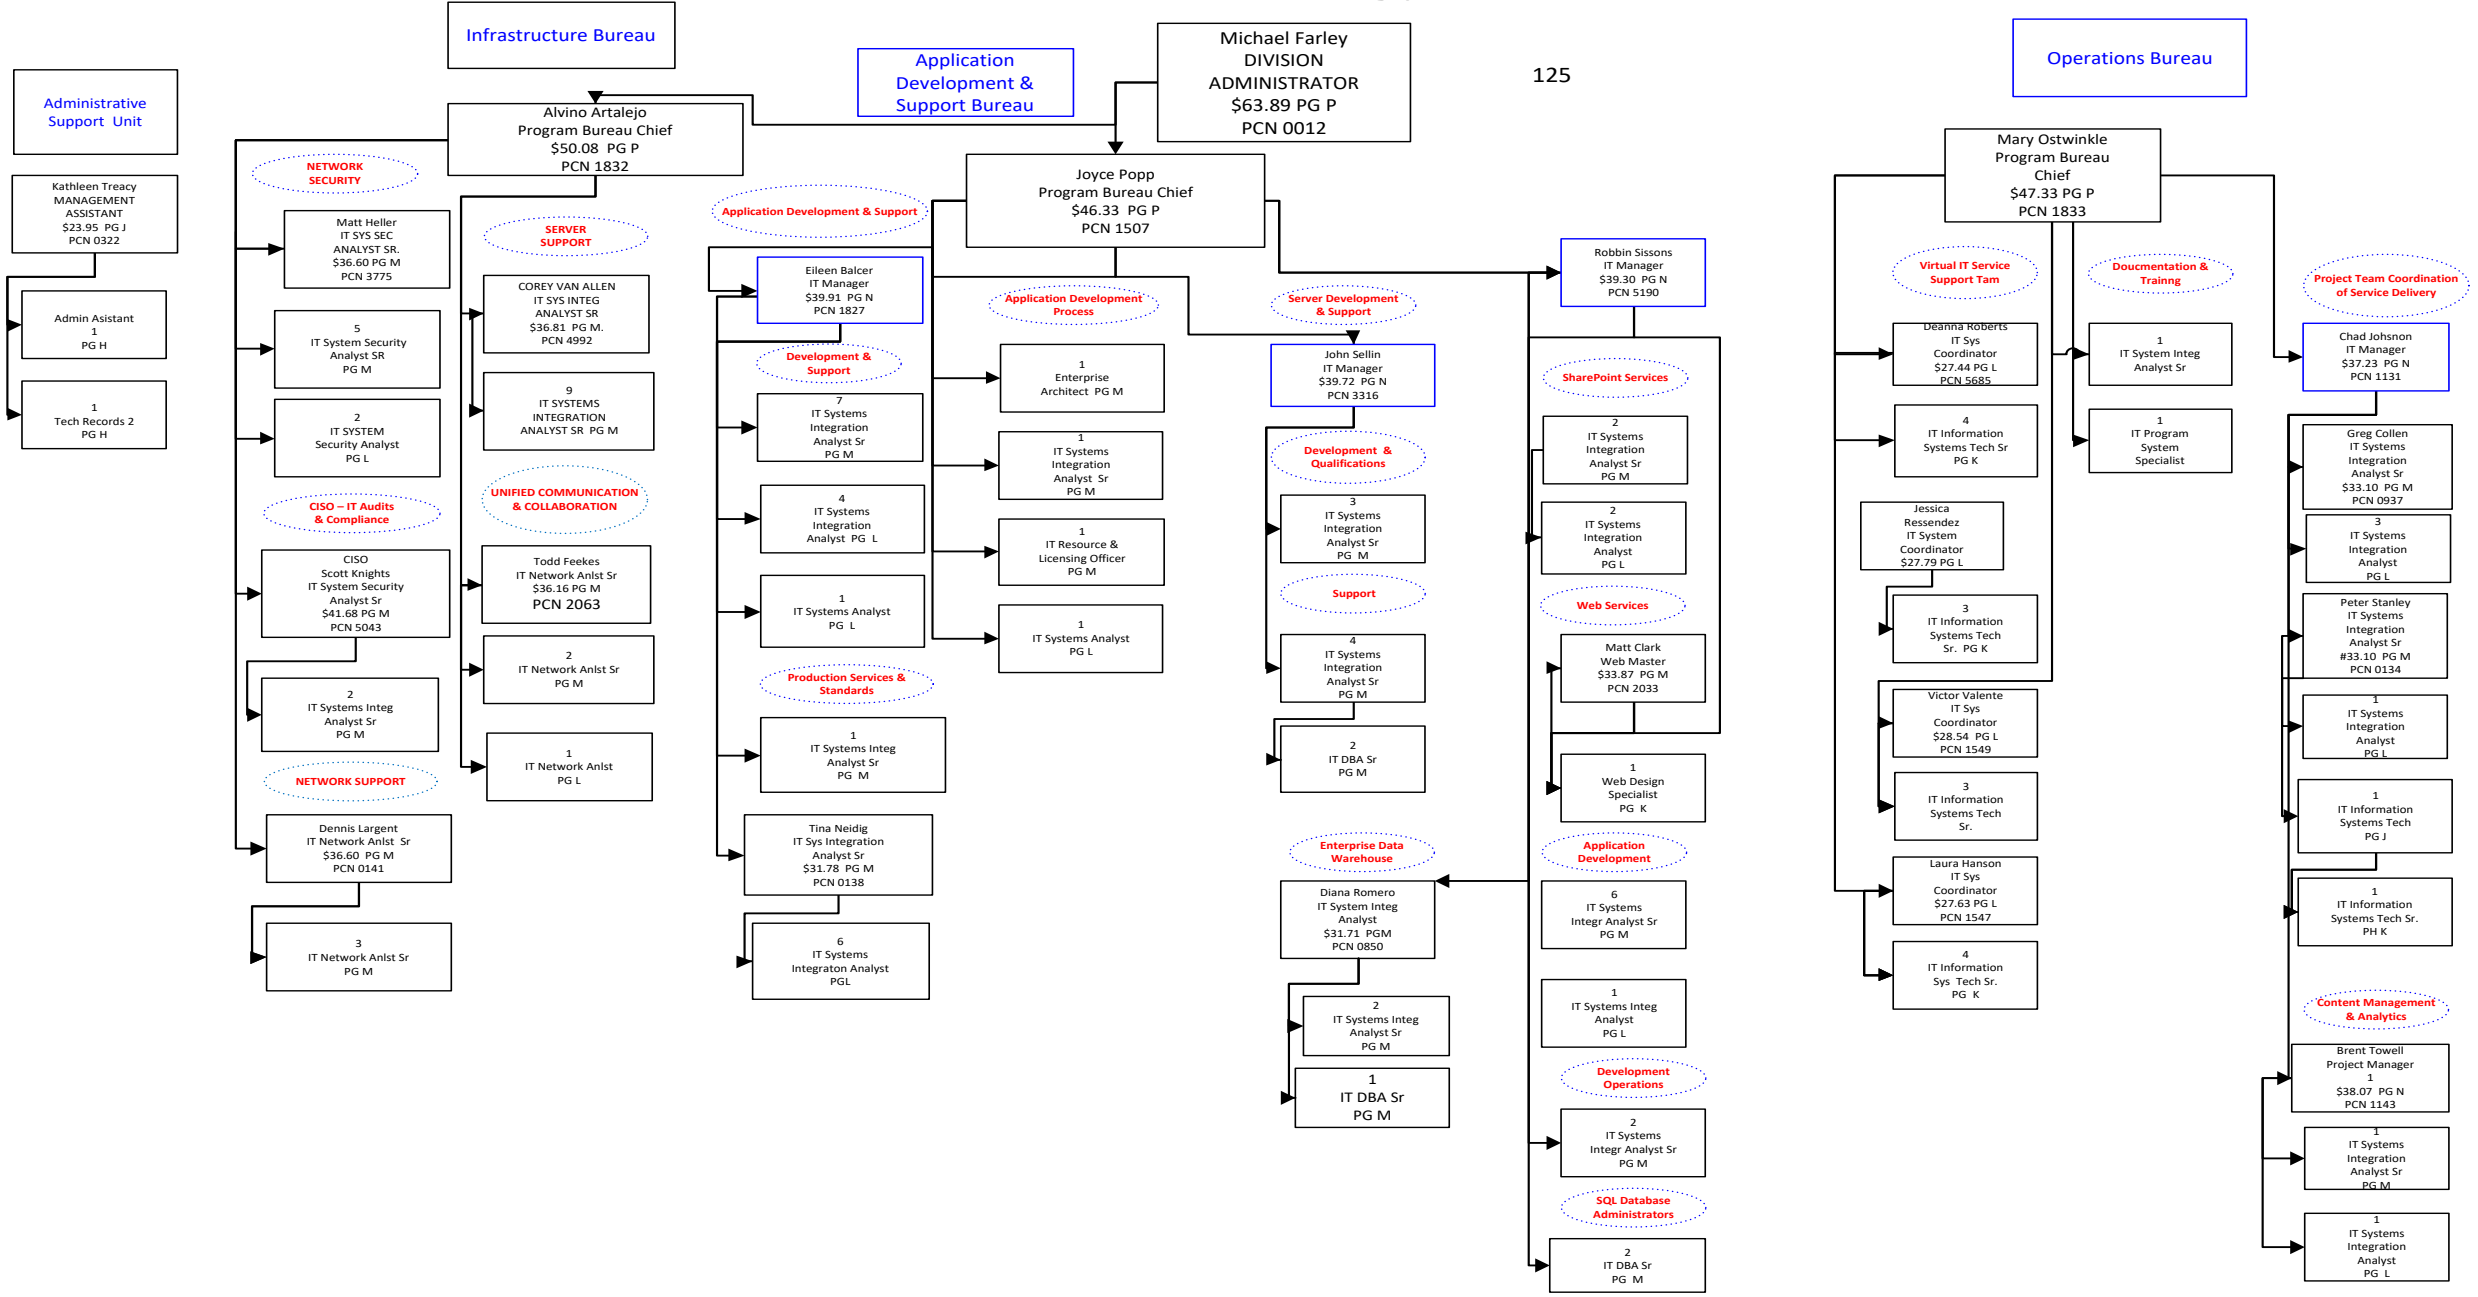 Infrastructure Bureau
Application
Development &
Support Bureau
Michael Farley
DIVISION
ADMINISTRATOR
$63.89 PG P
PCN 0012
125
Operations Bureau
Administrative
Support  Unit
Kathleen Treacy
MANAGEMENT
ASSISTANT
$23.95  PG J
PCN 0322
Admin Asistant
1
PG H
1
Tech Records 2
PG H
Alvino Artalejo
Program Bureau Chief
$50.08  PG P
PCN 1832
NETWORK
SECURITY
Matt Heller
IT SYS SEC
ANALYST SR.
$36.60 PG M
PCN 3775
5
IT System Security
Analyst SR
PG M
2
IT SYSTEM
Security Analyst
PG L
CISO – IT Audits
& Compliance
CISO
Scott Knights
IT System Security
Analyst Sr
$41.68 PG M
PCN 5043
2
IT Systems Integ
Analyst Sr
PG M
NETWORK SUPPORT
Dennis Largent
IT Network Anlst  Sr
$36.60  PG M
PCN 0141
3
IT Network Anlst Sr
PG M
SERVER
SUPPORT
COREY VAN ALLEN
IT SYS INTEG
ANALYST SR
$36.81  PG M.
PCN 4992
9
IT SYSTEMS
INTEGRATION
ANALYST SR  PG M
UNIFIED COMMUNICATION
& COLLABORATION
Todd Feekes
IT Network Anlst Sr
$36.16 PG M
PCN 2063
2
IT Network Anlst Sr
PG M
1
IT Network Anlst
PG L
Joyce Popp
Program Bureau Chief
$46.33  PG P
PCN 1507
Application Development & Support
Eileen Balcer
IT Manager
$39.91  PG N
PCN 1827
Development &
Support
7
IT Systems
Integration
Analyst Sr
PG M
4
IT Systems
Integration
Analyst  PG  L
1
IT Systems Analyst
PG  L
Production Services &
Standards
1
IT Systems Integ
Analyst Sr
PG  M
Tina Neidig
IT Sys Integration
Analyst Sr
$31.78  PG M
PCN 0138
6
IT Systems
Integraton Analyst
PGL
Application Development
Process
1
Enterprise
Architect  PG M
1
IT Systems
Integration
Analyst  Sr
PG M
1
IT Resource &
Licensing Officer
PG M
1
IT Systems Analyst
PG L
Server Development
& Support
John Sellin
IT Manager
$39.72  PG N
PCN 3316
Development  &
Qualifications
3
IT Systems
Integration
Analyst Sr
PG  M
Support
4
IT Systems
Integration
Analyst Sr
PG M
2
IT DBA Sr
PG M
Enterprise Data
Warehouse
Diana Romero
IT System Integ
Analyst
$31.71  PGM
PCN 0850
2
IT Systems Integ
Analyst Sr
PG M
1
IT DBA Sr
PG M
Robbin Sissons
IT Manager
$39.30  PG N
PCN 5190
SharePoint Services
2
IT Systems
Integration
Analyst Sr
PG M
2
IT Systems
Integration
Analyst
PG L
Web Services
Matt Clark
Web Master
$33.87  PG M
PCN 2033
1
Web Design
Specialist
PG  K
Application
Development
6
IT Systems
Integr Analyst Sr
PG M
1
IT Systems Integ
Analyst
PG L
Development
Operations
2
IT Systems
Integr Analyst Sr
PG M
SQL Database
Administrators
2
IT DBA Sr
PG  M
Mary Ostwinkle
Program Bureau
Chief
$47.33 PG P
PCN 1833
Virtual IT Service
Support Tam
Deanna Roberts
IT Sys
Coordinator
$27.44 PG L
PCN 5685
4
IT Information
Systems Tech Sr
PG K
Jessica
Ressendez
IT System
Coordinator
$27.79 PG L
3
IT Information
Systems Tech
Sr.  PG K
Victor Valente
IT Sys
Coordinator
$28.54  PG L
PCN 1549
3
IT Information
Systems Tech
Sr.
Laura Hanson
IT Sys
Coordinator
$27.63 PG L
PCN 1547
4
IT Information
Sys  Tech Sr.
PG  K
Doucmentation &
Trainng
1
IT System Integ
Analyst Sr
1
IT Program
System
Specialist
Project Team Coordination
of Service Delivery
Chad Johsnon
IT Manager
$37.23  PG N
PCN 1131
Greg Collen
IT Systems
Integration
Analyst Sr
$33.10  PG M
PCN 0937
3
IT Systems
Integration
Analyst
PG L
Peter Stanley
IT Systems
Integration
Analyst Sr
#33.10  PG M
PCN 0134
1
IT Systems
Integration
Analyst
PG L
1
IT Information
Systems Tech
PG J
1
IT Information
Systems Tech Sr.
PH K
Content Management
& Analytics
Brent Towell
Project Manager
1
$38.07  PG N
PCN 1143
1
IT Systems
Integration
Analyst Sr
PG M
1
IT Systems
Integration
Analyst
PG  L